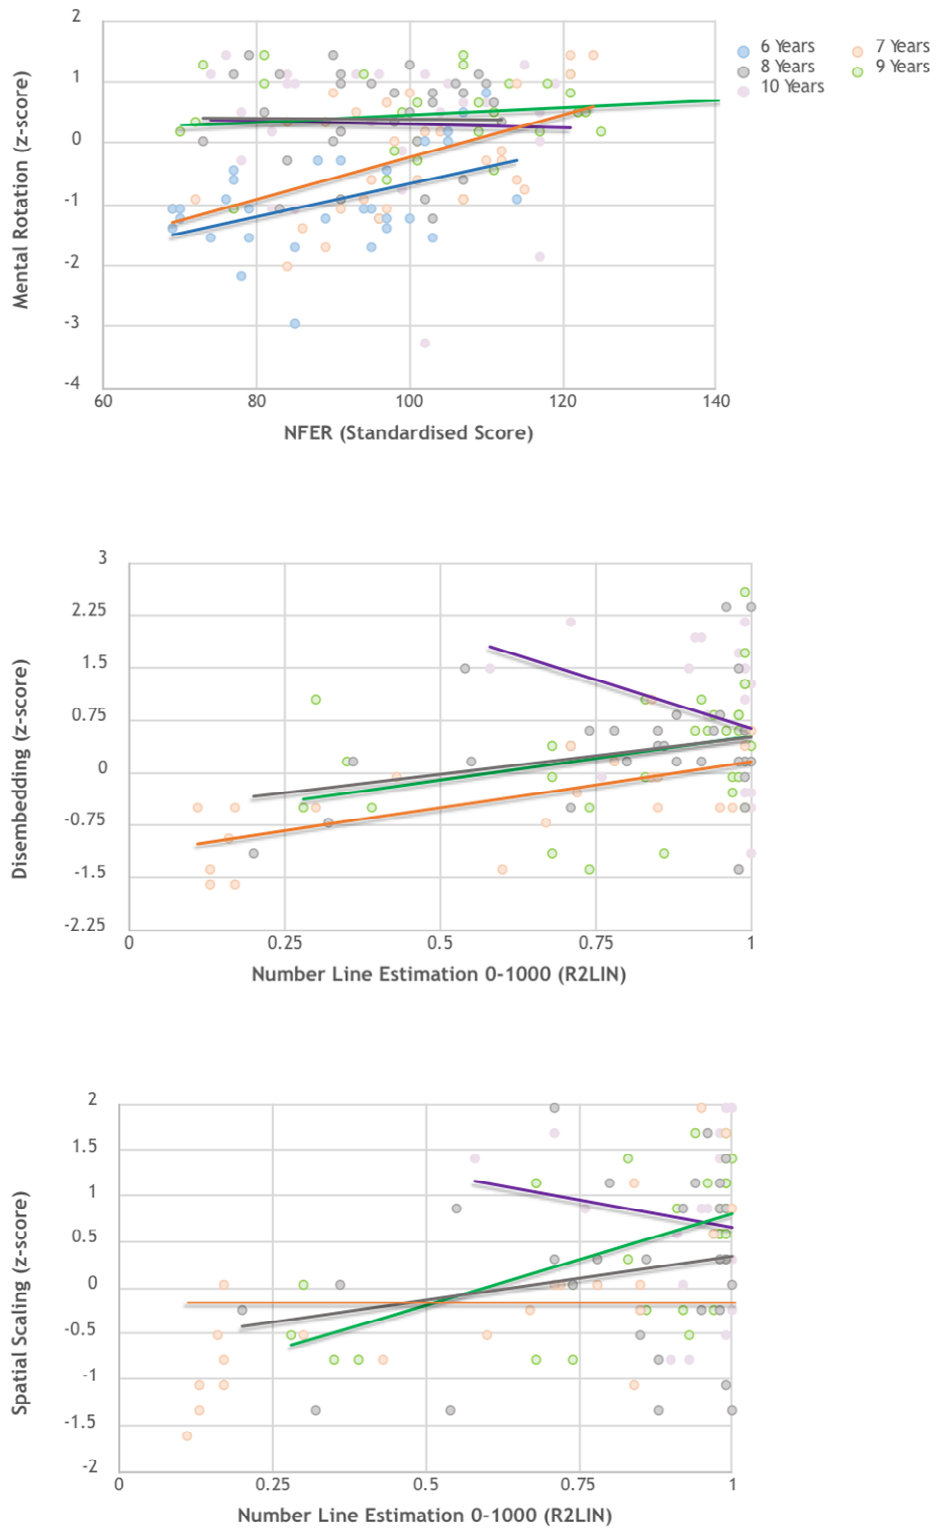 2
1
0
-1
-2
-3
-4
Mental Rotation (z-score)
60 80 100 120 140
NFER (Standardised Score)
6 Years 7 Years
8 Years 9 Years
10 Years
3
2.25
1.5
0.75
0
-0.75
-1.5
-2.25
Disembedding (z-score)
0 0.25 0.5 0.75 1
Number Line Estimation 0-1000 (R2LIN)
2
1.5
1
0.5
0
-0.5
-1
-1.5
-2
Spatial Scaling (z-score)
0 0.25 0.5 0.75 1
Number Line Estimation 0-1000 (R2LIN)